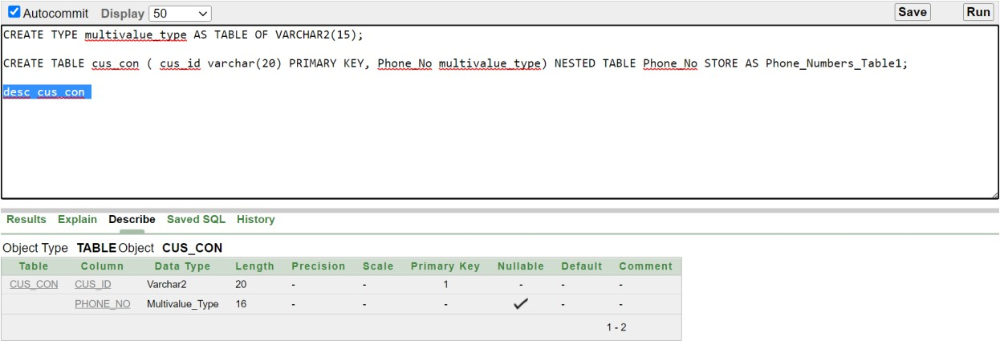 Autocommit Display 50 Save Run
CREATE TYPE multivalue_type AS TABLE OF VARCHAR2(15);
CREATE TABLE cus_con ( cus_id varchar(20) PRIMARY KEY, Phone_No multivalue_type) NESTED TABLE Phone_No STORE AS Phone_Numbers_Table1;
desc cus_con
Results Explain Describe Saved SQL History
Object Type TABLE Object CUS_CON
Table Column Data Type Length Precision Scale Primary Key Nullable Default Comment
CUS_CON CUS_ID Varchar2 20 - - 1 - - -
PHONE_NO Multivalue_Type 16 - - - ✓ - -
1 - 2